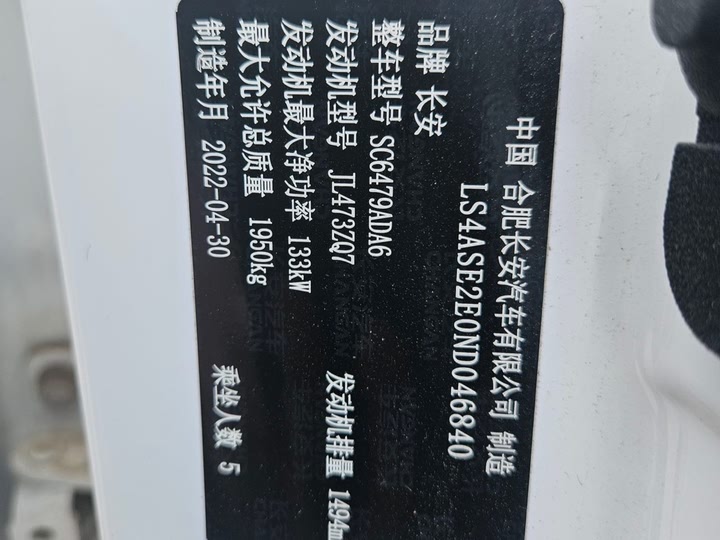 中国 合肥长安汽车有限公司 制造
LS4ASE2E0ND046840
品牌 长安
整车型号 SC6479ADA6
发动机型号 JL473ZQ7 发动机排量 1494m
发动机最大净功率 133kW
最大允许总质量 1950kg
制造年月 2022-04-30 乘坐人数 5